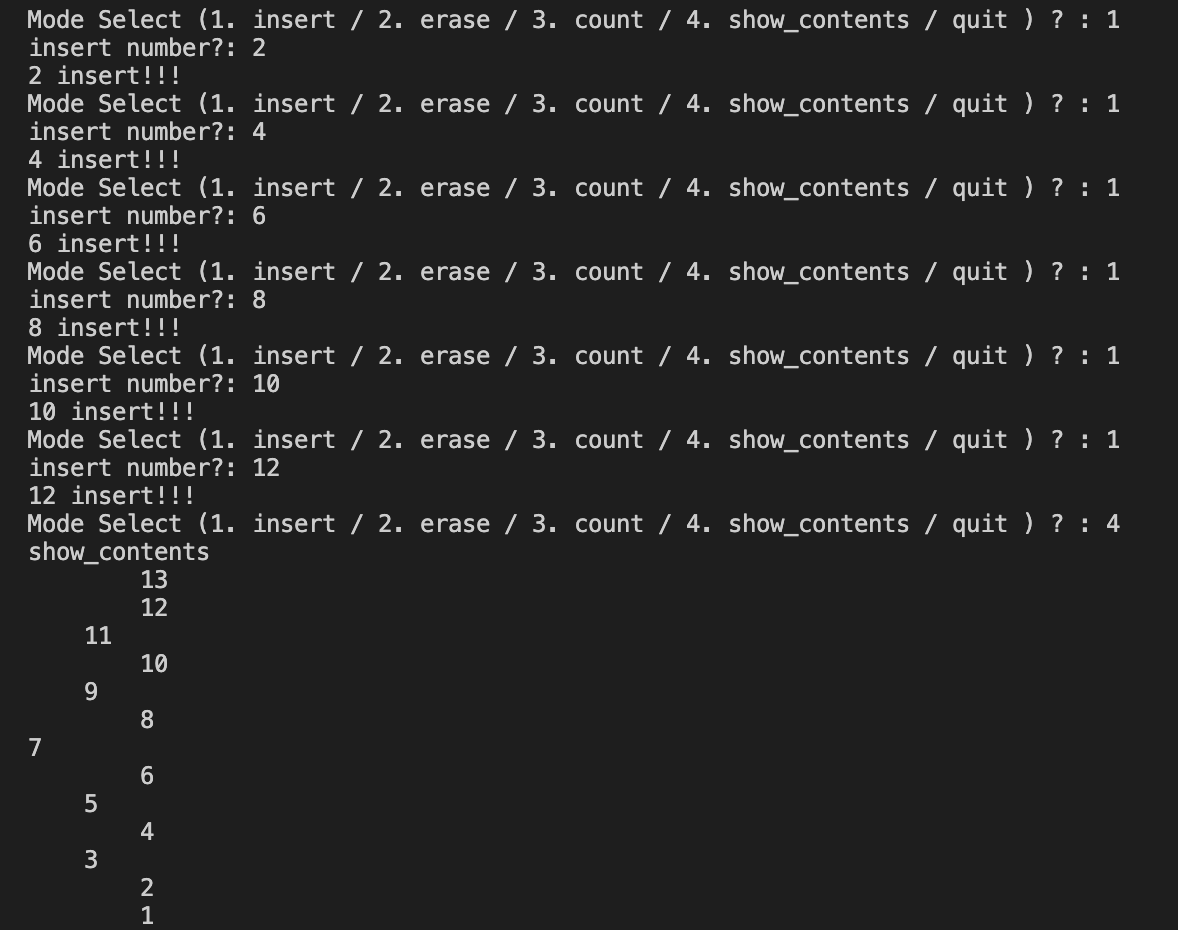 Mode Select (1. insert / 2. erase / 3. count / 4. show_contents / quit ) ? : 1
insert number?: 2
2 insert!!!
Mode Select (1. insert / 2. erase / 3. count / 4. show_contents / quit ) ? : 1
insert number?: 4
4 insert!!!
Mode Select (1. insert / 2. erase / 3. count / 4. show_contents / quit ) ? : 1
insert number?: 6
6 insert!!!
Mode Select (1. insert / 2. erase / 3. count / 4. show_contents / quit ) ? : 1
insert number?: 8
8 insert!!!
Mode Select (1. insert / 2. erase / 3. count / 4. show_contents / quit ) ? : 1
insert number?: 10
10 insert!!!
Mode Select (1. insert / 2. erase / 3. count / 4. show_contents / quit ) ? : 1
insert number?: 12
12 insert!!!
Mode Select (1. insert / 2. erase / 3. count / 4. show_contents / quit ) ? : 4
show_contents
        13
        12
    11
        10
    9
        8
7
        6
    5
        4
    3
        2
        1